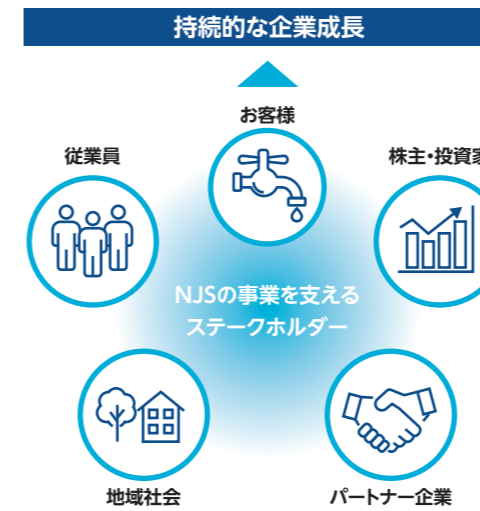 持続的な企業成長
お客様
従業員
株主・投資家
NJSの事業を支える
ステークホルダー
地域社会
パートナー企業